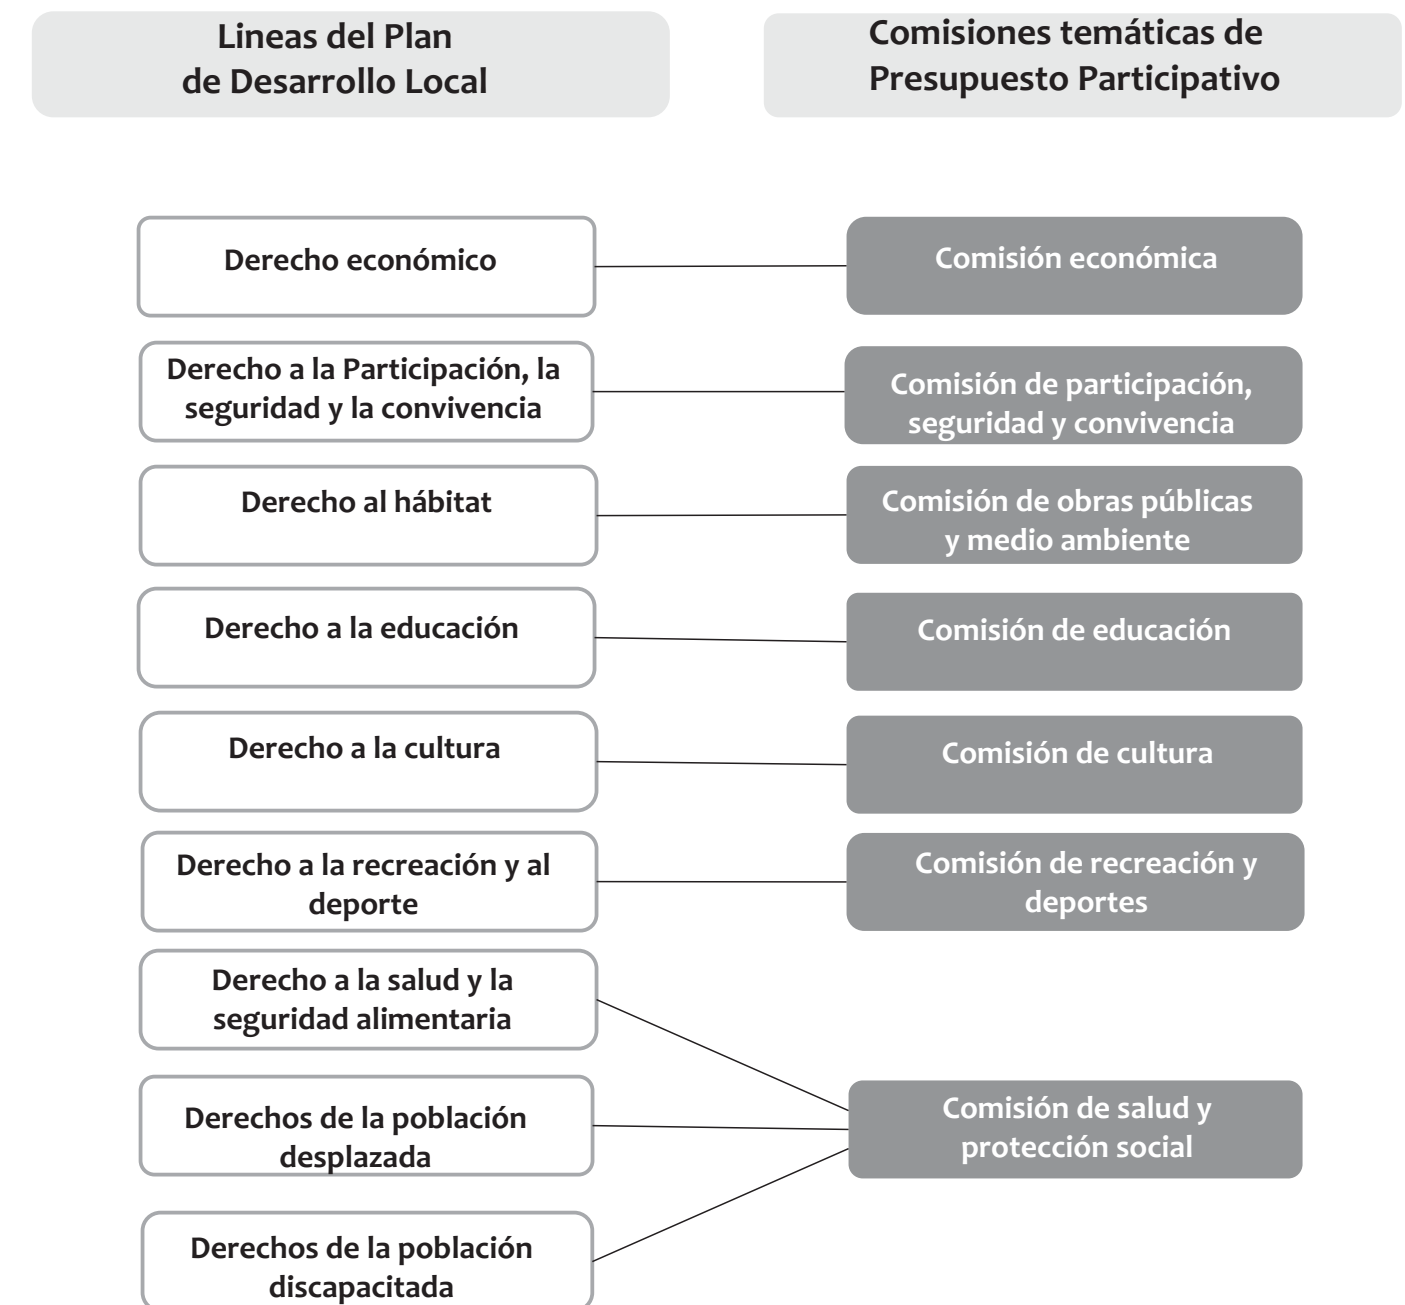 Lineas del Plan
de Desarrollo Local
Comisiones temáticas de
Presupuesto Participativo
Derecho económico
Comisión económica
Derecho a la Participación, la
seguridad y la convivencia
Comisión de participación,
seguridad y convivencia
Derecho al hábitat
Comisión de obras públicas
y medio ambiente
Derecho a la educación
Comisión de educación
Derecho a la cultura
Comisión de cultura
Derecho a la recreación y al
deporte
Comisión de recreación y
deportes
Derecho a la salud y la
seguridad alimentaria
Derechos de la población
desplazada
Comisión de salud y
protección social
Derechos de la población
discapacitada